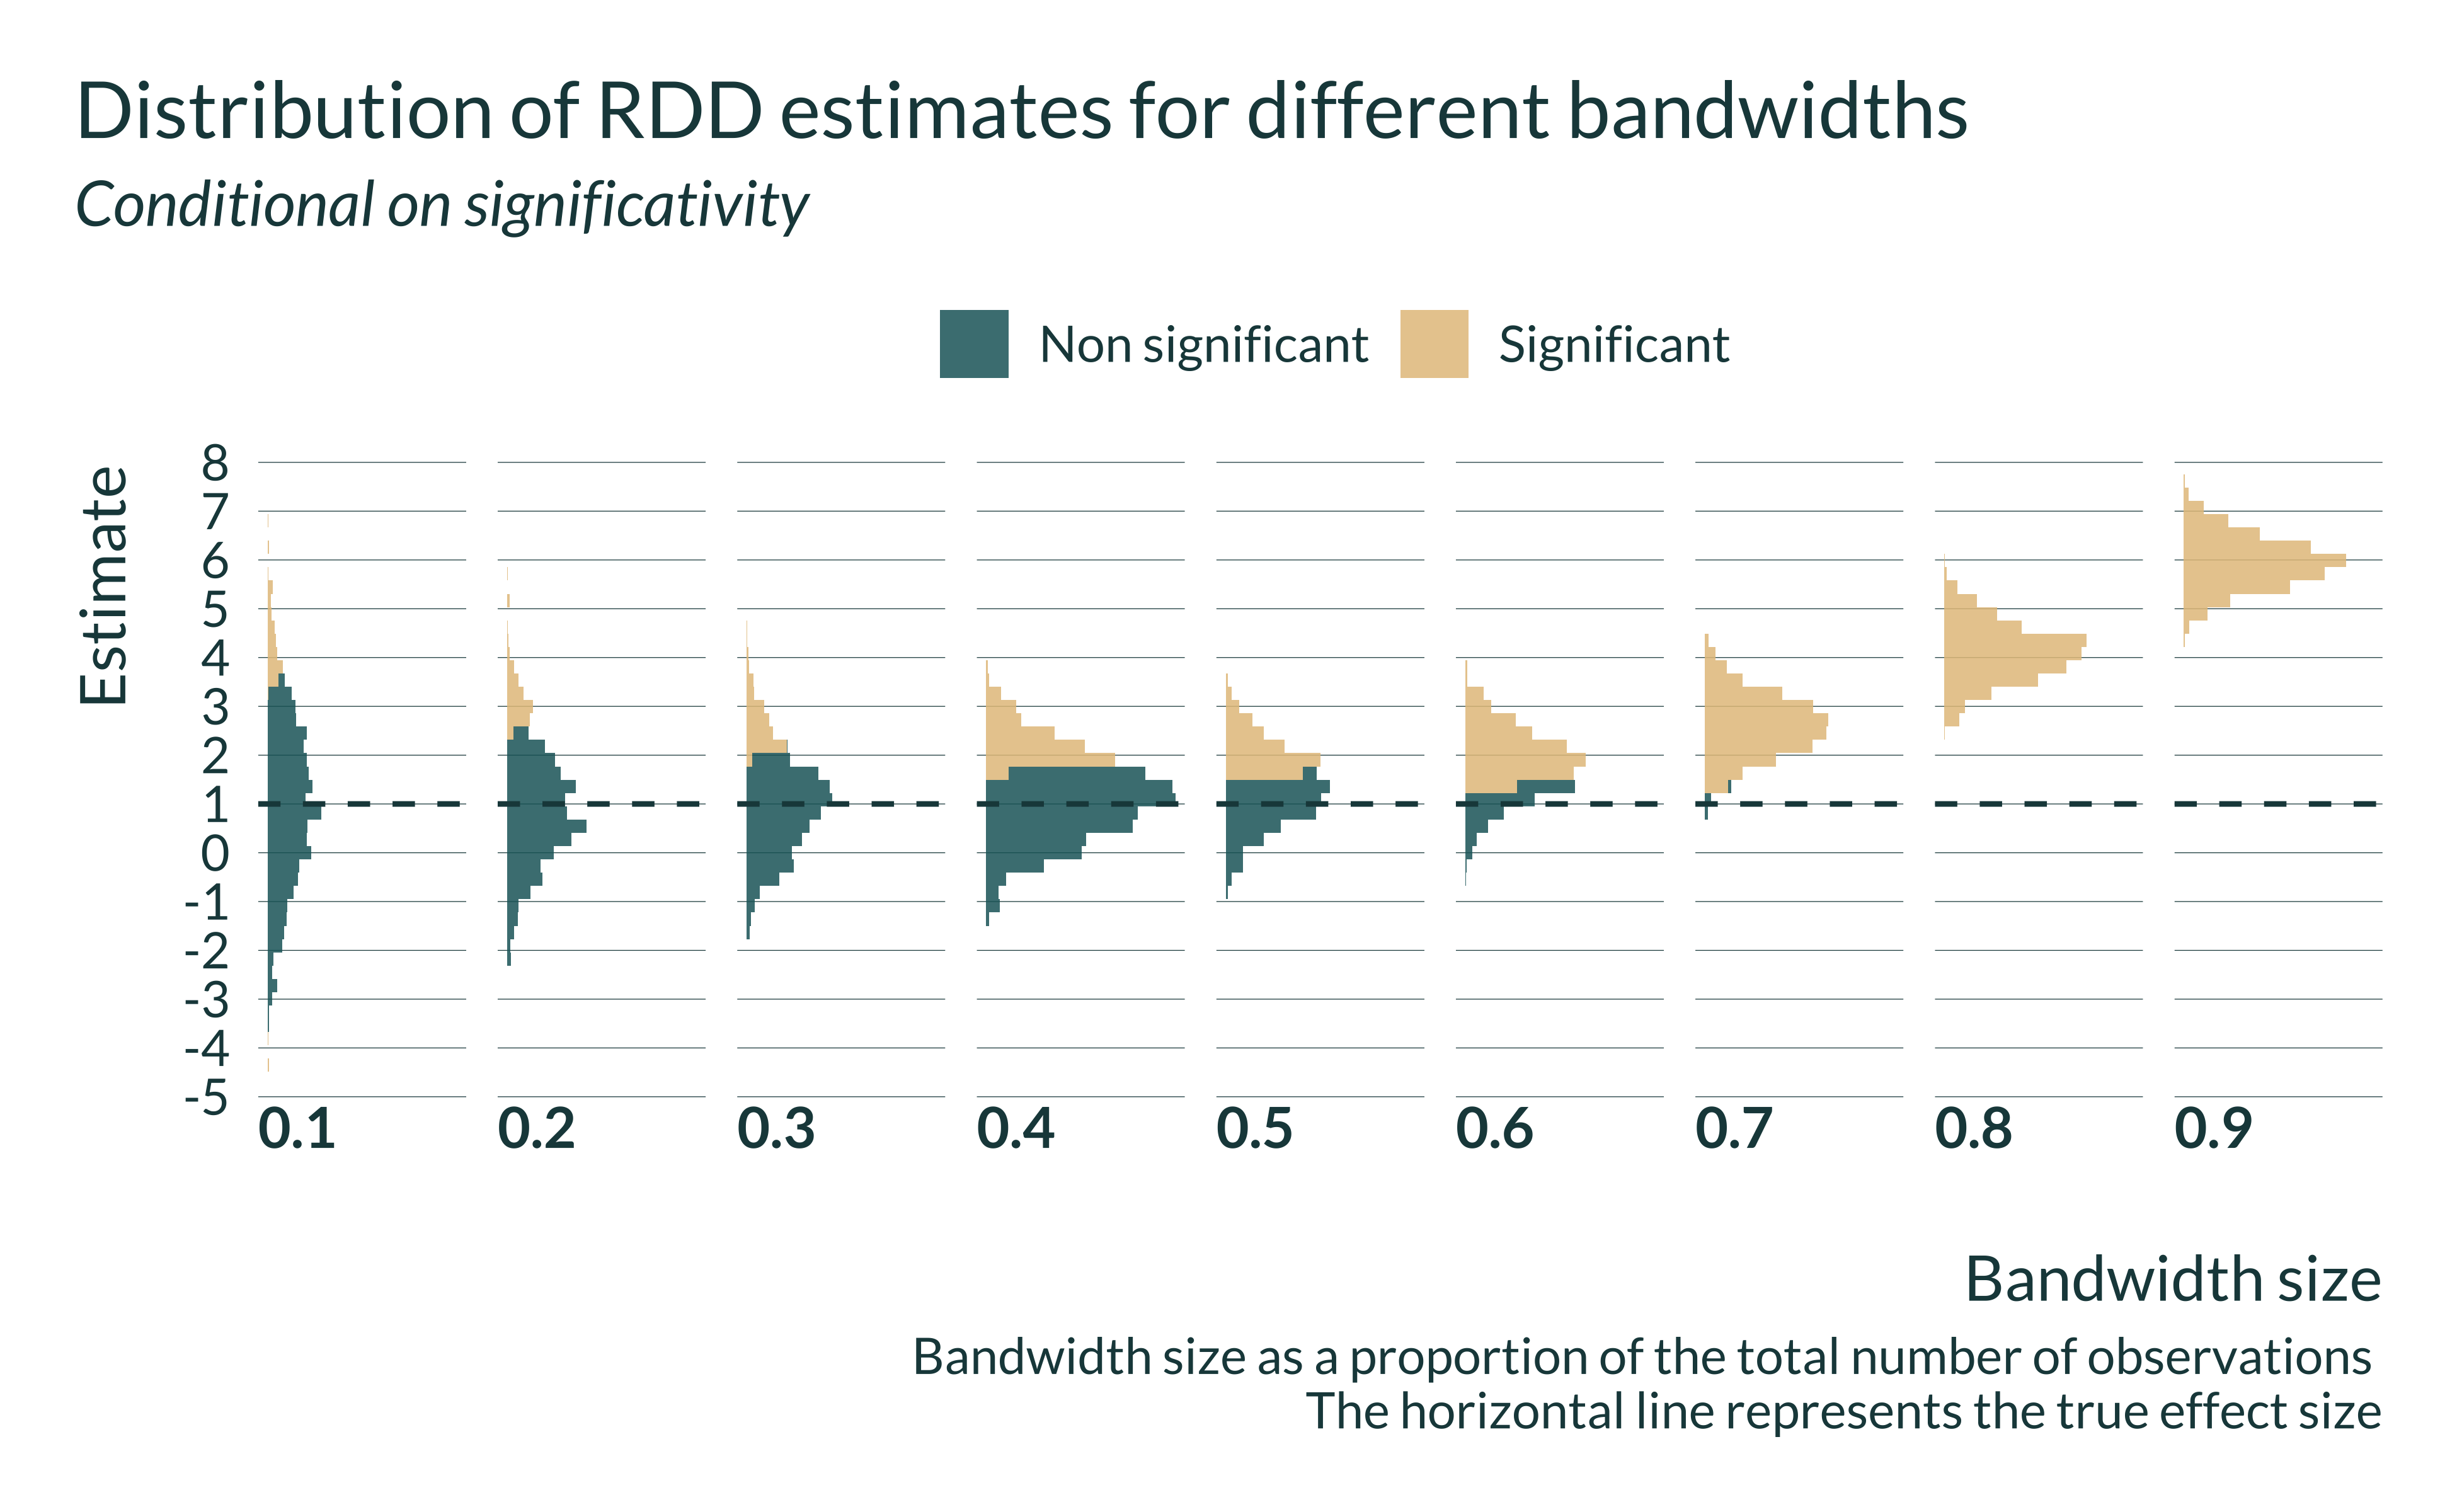 Distribution of RDD estimates for different bandwidths
Conditional on significativity
Non significant
Significant
Estimate
8
7
6
5
4
3
2
1
0
-1
-2
-3
-4
-5
0.1 0.2 0.3 0.4 0.5 0.6 0.7 0.8 0.9
Bandwidth size
Bandwidth size as a proportion of the total number of observations
The horizontal line represents the true effect size